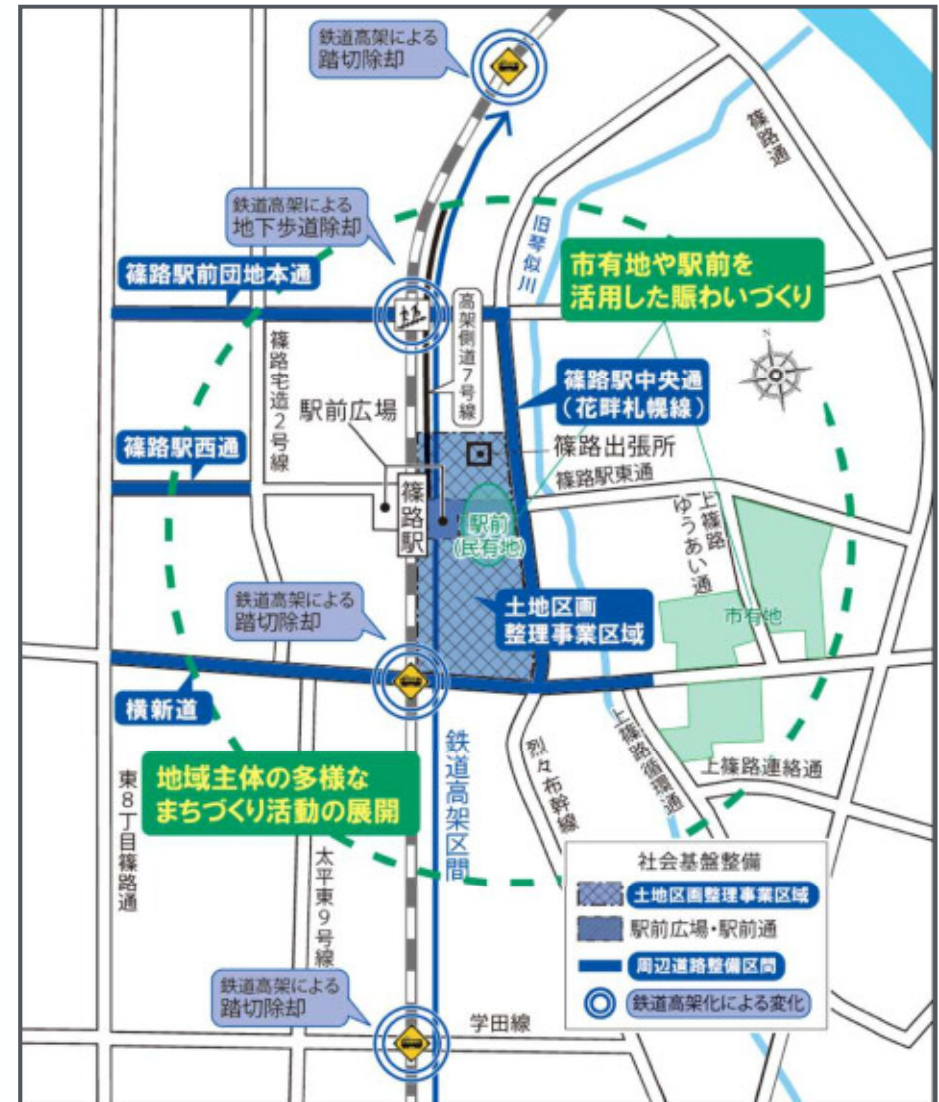 鉄道高架による
踏切除却
篠路通
鉄道高架による
地下歩道除却
旧琴似川
市有地や駅前を
活用した賑わいづくり
篠路駅前団地本通
高架側道7号線
N
篠路宅造2号線
駅前広場
篠路駅中央通
(花畔札幌線)
篠路駅西通
篠路出張所
篠路駅東通
篠路駅
駅前
(民有地)
上篠路
ゆうあい通
鉄道高架による
踏切除却
土地区画
整理事業区域
市有地
横新道
鉄道高架区間
烈々布幹線
上篠路循環通
上篠路連絡通
地域主体の多様な
まちづくり活動の展開
東8丁目篠路通
太平東9号線
社会基盤整備
土地区画整理事業区域
駅前広場・駅前通
周辺道路整備区間
鉄道高架化による変化
鉄道高架による
踏切除却
学田線